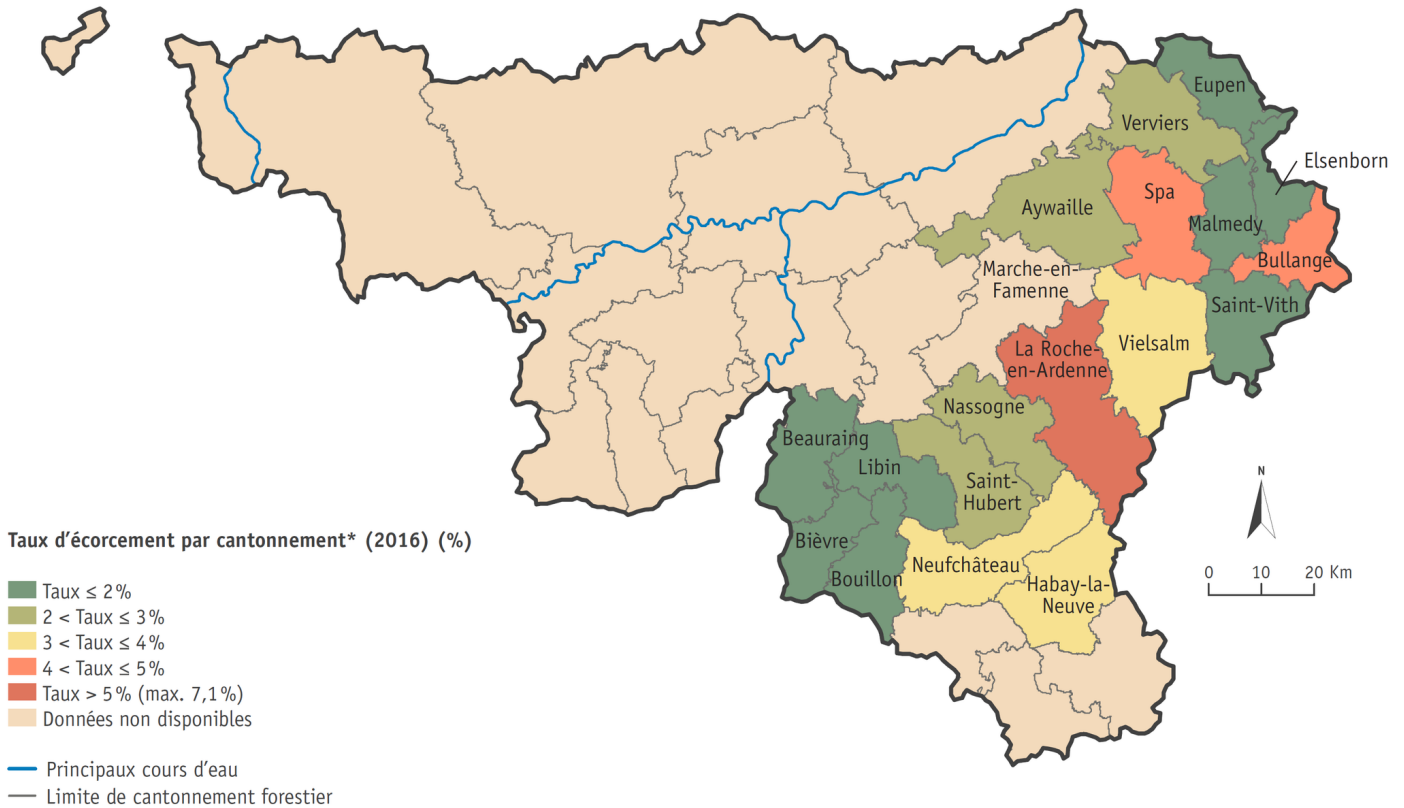 Eupen
Verviers
Elsenborn
Spa
Aywaille
Malmedy
Bullange
Marche-en-
Famenne
Saint-Vith
Vielsalm
La Roche-
en-Ardenne
Nassogne
Beauraing
Libin
Saint-
Hubert
Bièvre
Neufchâteau
Bouillon
Habay-la-
Neuve
N
0 10 20 Km
Taux d'écorcement par cantonnement* (2016) (%)
Taux ≤ 2 %
2 < Taux ≤ 3 %
3 < Taux ≤ 4 %
4 < Taux ≤ 5 %
Taux > 5 % (max. 7,1 %)
Données non disponibles
Principaux cours d'eau
Limite de cantonnement forestier